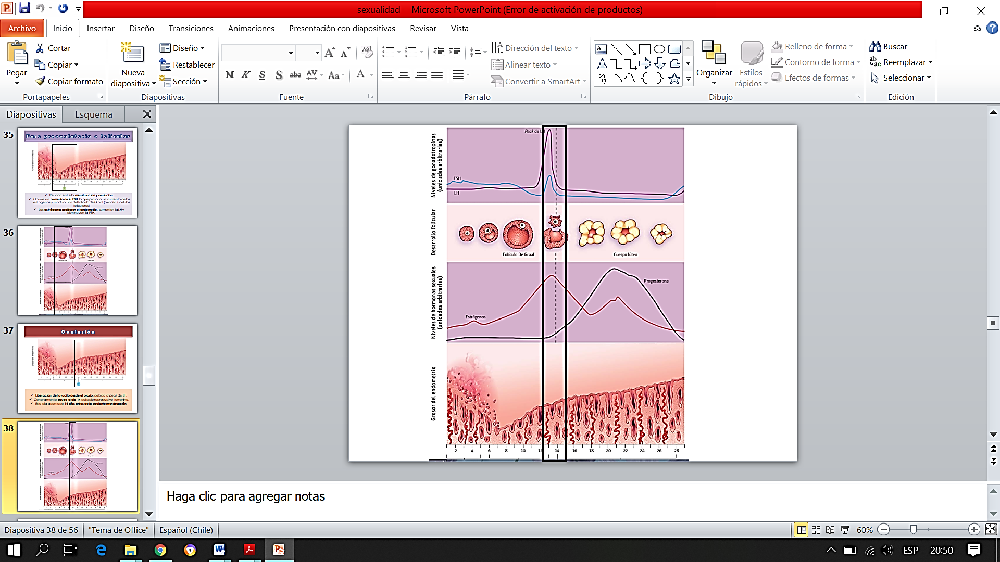 sexualidad - Microsoft PowerPoint (Error de activación de productos)
Archivo Inicio Insertar Diseño Transiciones Animaciones Presentación con diapositivas Revisar Vista
Pegar
Cortar
Copiar
Copiar formato
Portapapeles
Nueva diapositiva
Diseño
Restablecer
Sección
Diapositivas
N K S S abc AV Aa A
Fuente
Dirección del texto
Alinear texto
Convertir a SmartArt
Párrafo
Organizar
Estilos rápidos
Relleno de forma
Contorno de forma
Efectos de formas
Dibujo
Buscar
Reemplazar
Seleccionar
Edición
Diapositivas Esquema
35
Fase preovulatoria o folicular
Periodo entre la menstruación y ovulación.
Ocurre un aumento de la FSH, lo que provoca un aumento de los estrógenos y maduración del folículo de Graaf (ovocito + células foliculares)
Los estrógenos proliferan el endometrio, aumentan la LH y disminuyen la FSH.
36
37
Ovulación
Liberación del ovocito desde el ovario, debido al peak de LH.
Generalmente ocurre el día 14 del ciclo reproductivo femenino.
Este día acontece 14 días antes de la siguiente menstruación.
38
Niveles de gonadotropinas
(unidades arbitrarias)
Peak de LH
FSH
LH
Desarrollo folicular
Folículo De Graaf
Cuerpo lúteo
Niveles de hormonas sexuales
(unidades arbitrarias)
Estrógenos
Progesterona
Grosor del endometrio
2 4 6 8 10 12 14 16 18 20 22 24 26 28
Haga clic para agregar notas
Diapositiva 38 de 56 "Tema de Office" Español (Chile) 60%
ESP 20:50